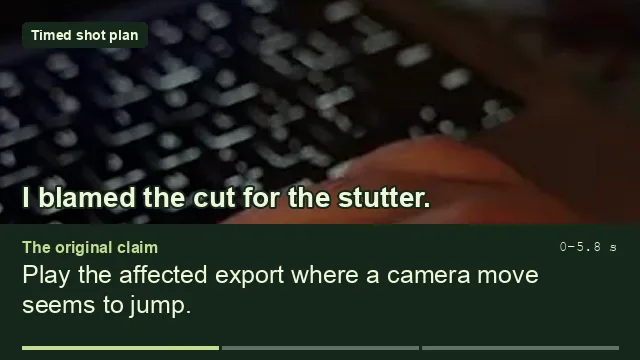 Timed shot plan
I blamed the cut for the stutter.
The original claim
0–5.8 s
Play the affected export where a camera move
seems to jump.